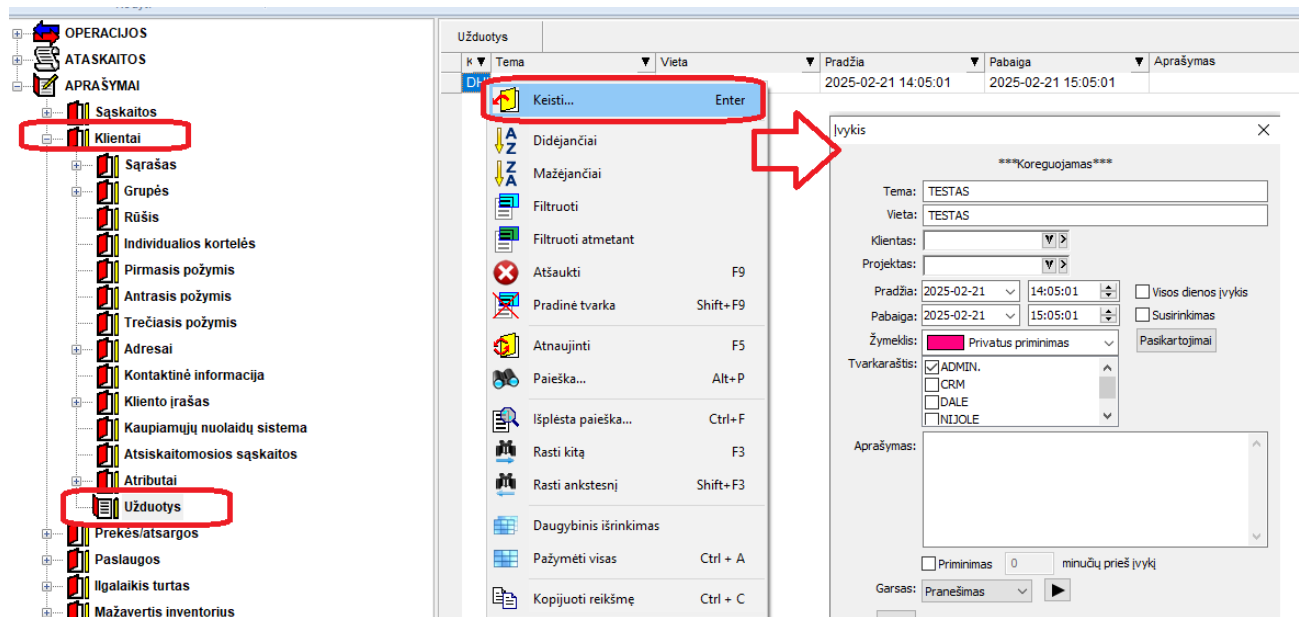 OPERACIJOS
ATASKAITOS
APRAŠYMAI
Sąskaitos
Klientai
Sąrašas
Grupės
Rūšis
Individualios kortelės
Pirmasis požymis
Antrasis požymis
Trečiasis požymis
Adresai
Kontaktinė informacija
Kliento įrašas
Kaupiamųjų nuolaidų sistema
Atsiskaitomosios sąskaitos
Atributai
Užduotys
Prekės/atsargos
Paslaugos
Ilgalaikis turtas
Mažavertis inventorius
Užduotys
K Tema Vieta Pradžia Pabaiga Aprašymas
2025-02-21 14:05:01 2025-02-21 15:05:01
Keisti... Enter
Didėjančiai
Mažėjančiai
Filtruoti
Filtruoti atmetant
Atšaukti F9
Pradinė tvarka Shift+F9
Atnaujinti F5
Paieška... Alt+P
Išplėsta paieška... Ctrl+F
Rasti kitą F3
Rasti ankstesnį Shift+F3
Daugybinis išrinkimas
Pažymėti visas Ctrl + A
Kopijuoti reikšmę Ctrl + C
Įvykis
***Koreguojamas***
Tema: TESTAS
Vieta: TESTAS
Klientas:
Projektas:
Pradžia: 2025-02-21 14:05:01 Visos dienos įvykis
Pabaiga: 2025-02-21 15:05:01 Susirinkimas
Žymeklis: Privatus priminimas Pasikartojimai
Tvarkaraštis: ADMIN.
CRM
DALE
NIJOLE
Aprašymas:
Priminimas 0 minučių prieš įvykį
Garsas: Pranešimas